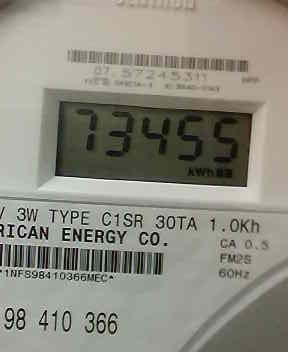 07 57245311
73455
kWh
V 3W TYPE C1SR 30TA 1.0Kh
RICAN ENERGY CO.
CA 0.5
FM2S
60Hz
*1NFS98410366MEC*
98 410 366